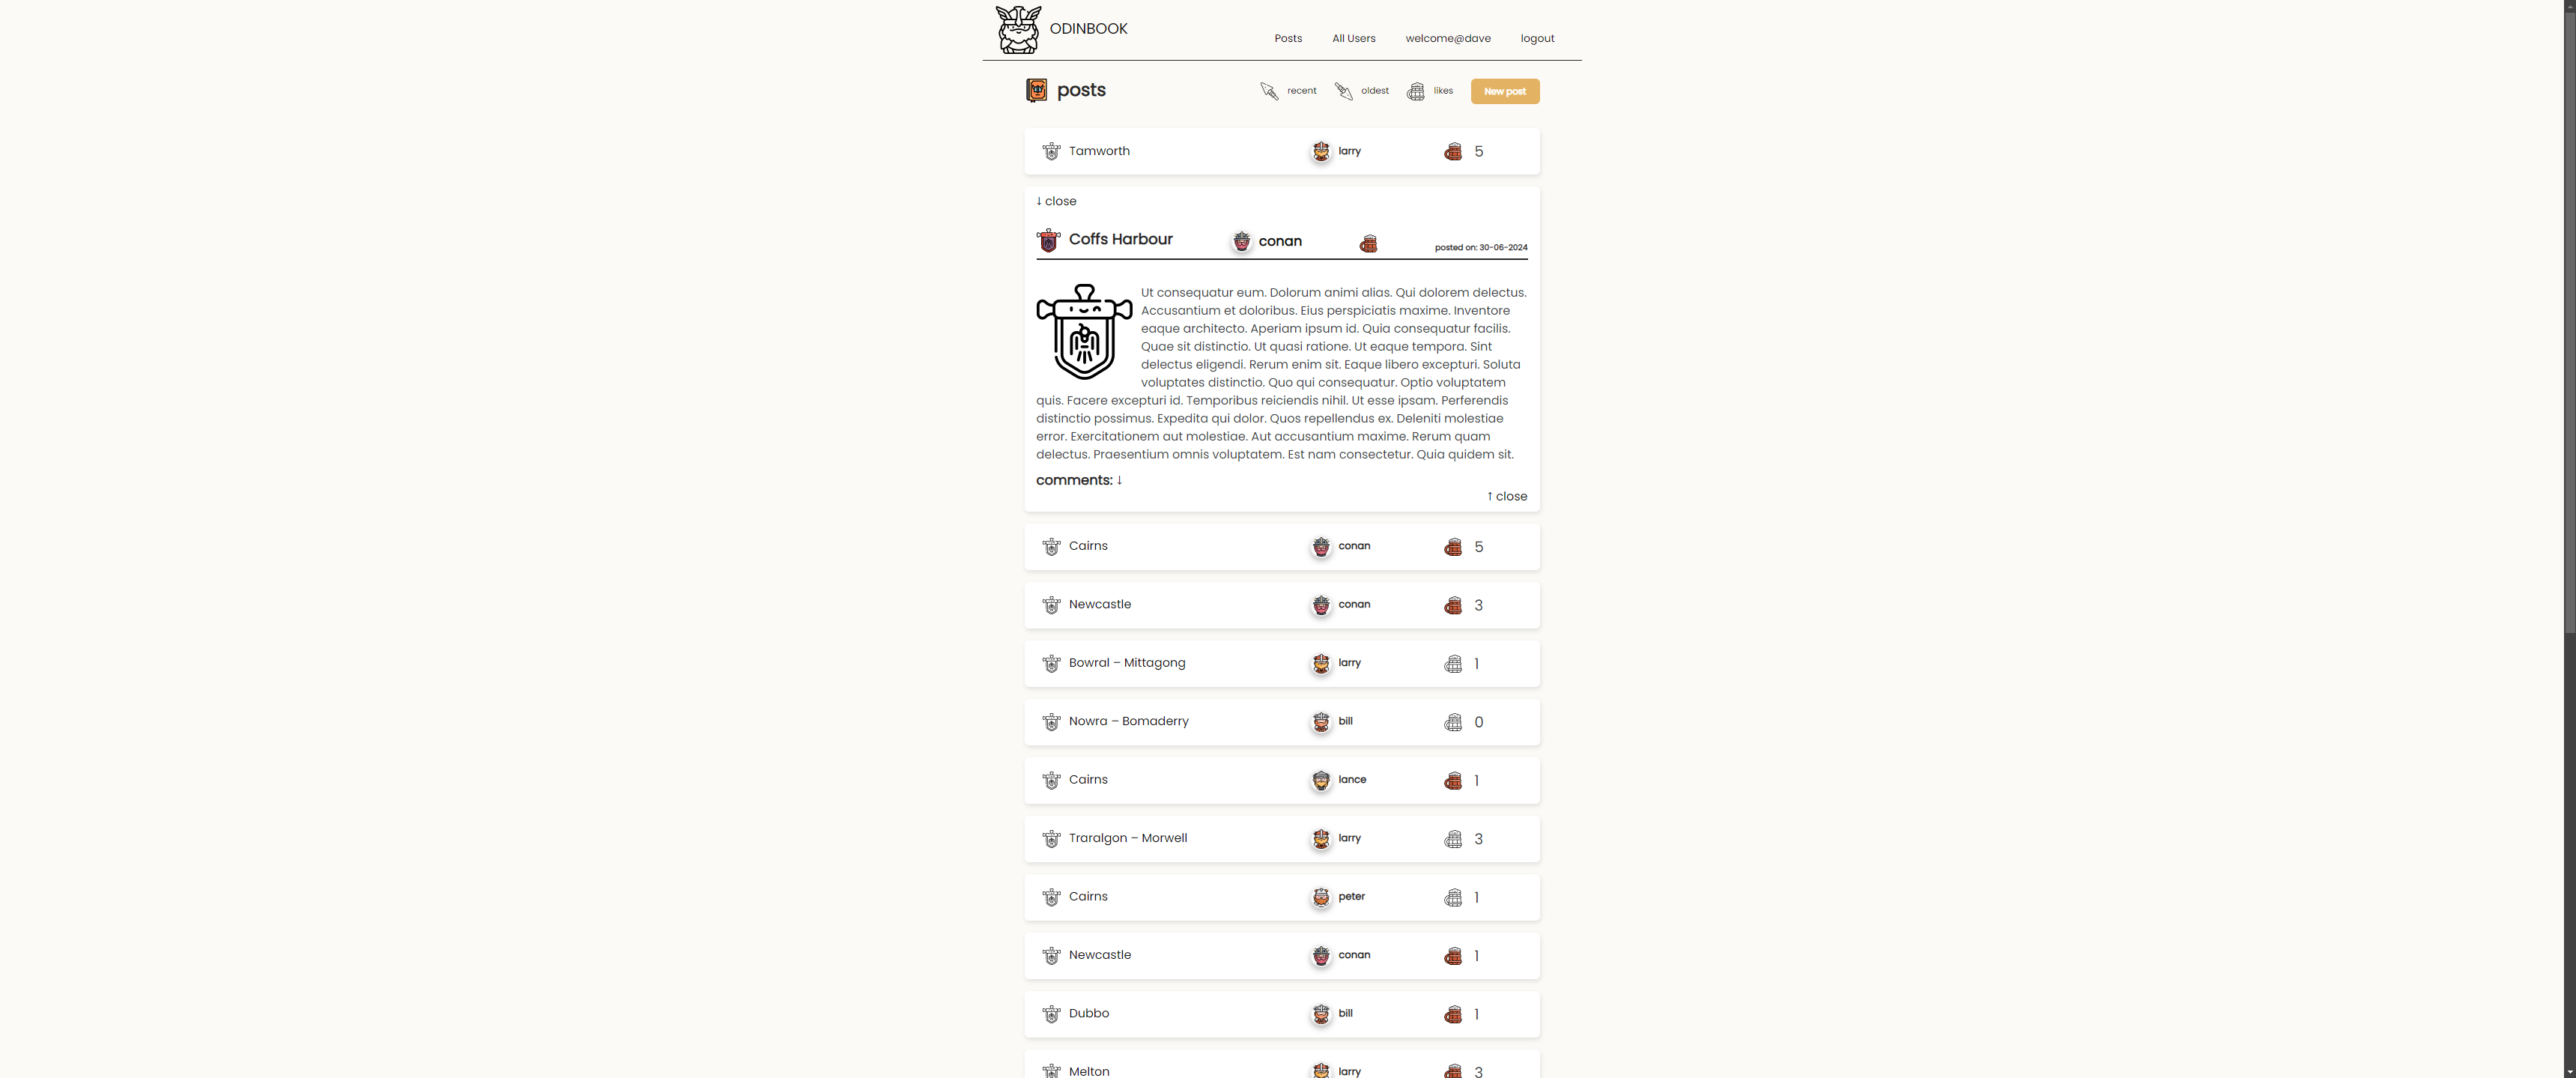 ODINBOOK
Posts All Users welcome@dave logout
posts recent oldest likes New post
Tamworth larry 5
↓ close
Coffs Harbour conan posted on: 30-06-2024
Ut consequatur eum. Dolorum animi alias. Qui dolorem delectus.
Accusantium et doloribus. Eius perspiciatis maxime. Inventore
eaque architecto. Aperiam ipsum id. Quia consequatur facilis.
Quae sit distinctio. Ut quasi ratione. Ut eaque tempora. Sint
delectus eligendi. Rerum enim sit. Eaque libero excepturi. Soluta
voluptates distinctio. Quo qui consequatur. Optio voluptatem
quis. Facere excepturi id. Temporibus reiciendis nihil. Ut esse ipsam. Perferendis
distinctio possimus. Expedita qui dolor. Quos repellendus ex. Deleniti molestiae
error. Exercitationem aut molestiae. Aut accusantium maxime. Rerum quam
delectus. Praesentium omnis voluptatem. Est nam consectetur. Quia quidem sit.
comments: ↓
↑ close
Cairns conan 5
Newcastle conan 3
Bowral – Mittagong larry 1
Nowra – Bomaderry bill 0
Cairns lance 1
Traralgon – Morwell larry 3
Cairns peter 1
Newcastle conan 1
Dubbo bill 1
Melton larry 3